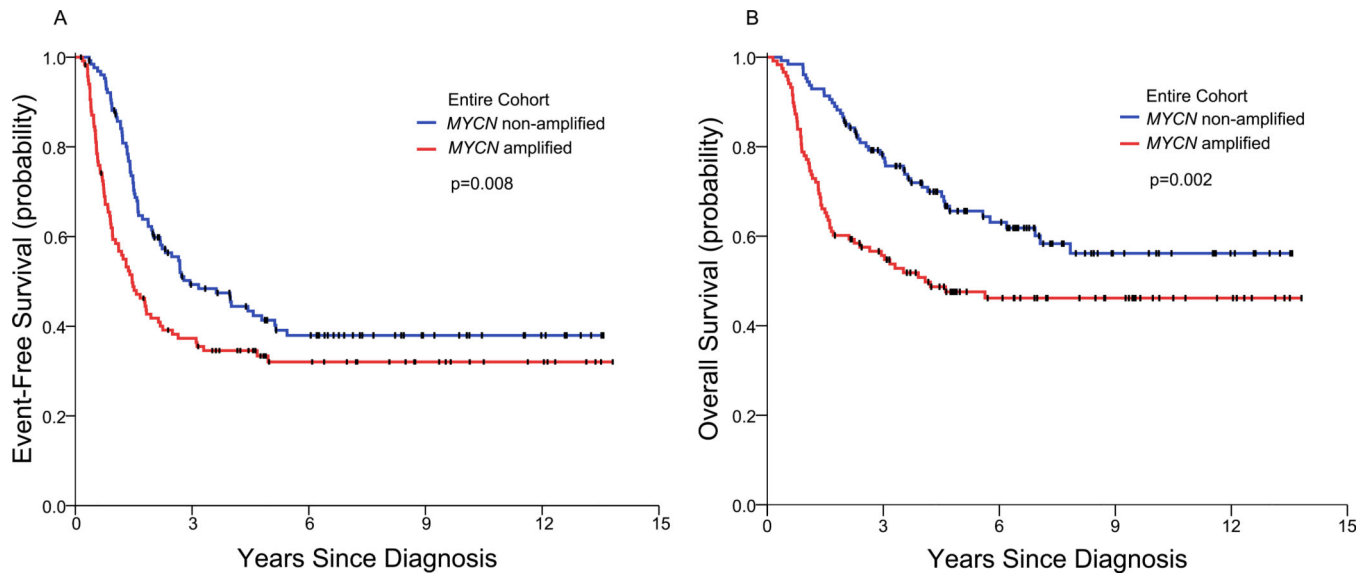 A
Event-Free Survival (probability)
1.0
0.8
0.6
0.4
0.2
0.0
Entire Cohort
MYCN non-amplified
MYCN amplified
p=0.008
0 3 6 9 12 15
Years Since Diagnosis
B
Overall Survival (probability)
1.0
0.8
0.6
0.4
0.2
0.0
Entire Cohort
MYCN non-amplified
MYCN amplified
p=0.002
0 3 6 9 12 15
Years Since Diagnosis